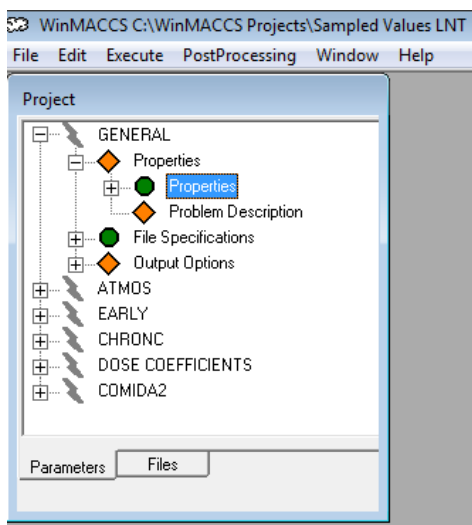 WinMACCS C:\WinMACCS Projects\Sampled Values LNT
File Edit Execute PostProcessing Window Help
Project
GENERAL
Properties
Properties
Problem Description
File Specifications
Output Options
ATMOS
EARLY
CHRONC
DOSE COEFFICIENTS
COMIDA2
Parameters Files